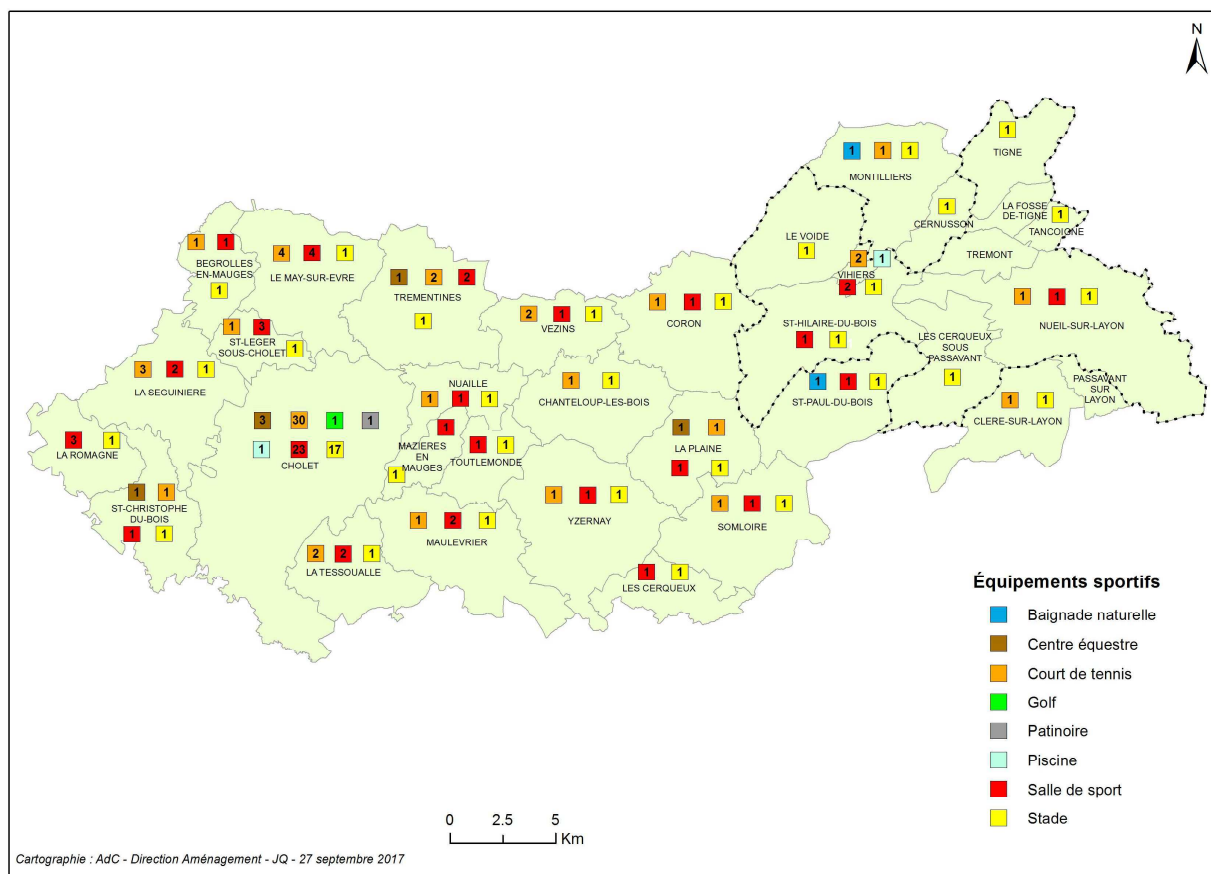 N
1
TIGNE
1 1 1
MONTILLIERS
1
CERNUSSON
LA FOSSE
DE-TIGNE
1
TANCOIGNE
LE VOIDE
1
TREMONT
2 1
VIHIERS
2 1
1 1
BEGROLLES
EN-MAUGES
1
4 4 1
LE MAY-SUR-EVRE
1 2 2
TREMENTINES
1
2 1 1
VEZINS
1 1 1
CORON
ST-HILAIRE-DU-BOIS
1 1
1 1 1
NUEIL-SUR-LAYON
LES CERQUEUX
SOUS
PASSAVANT
1
1 3
ST-LEGER
SOUS-CHOLET
1
3 2 1
LA SEGUINIERE
NUAILLE
1 1 1
1 1
CHANTELOUP-LES-BOIS
1 1 1
ST-PAUL-DU-BOIS
PASSAVANT
SUR
LAYON
1 1
CLERE-SUR-LAYON
3 30 1 1
1 23 17
CHOLET
1
MAZIERES
EN
MAUGES
1
1 1
TOUTLEMONDE
1 1
LA PLAINE
1 1
3 1
LA ROMAGNE
1 1
ST-CHRISTOPHE
DU-BOIS
1 1
1 2 1
MAULEVRIER
1 1 1
YZERNAY
1 1 1
SOMLOIRE
2 2 1
LA TESSOUALLE
1 1
LES CERQUEUX
Équipements sportifs
Baignade naturelle
Centre équestre
Court de tennis
Golf
Patinoire
Piscine
Salle de sport
Stade
0 2.5 5
Km
Cartographie : AdC - Direction Aménagement - JQ - 27 septembre 2017